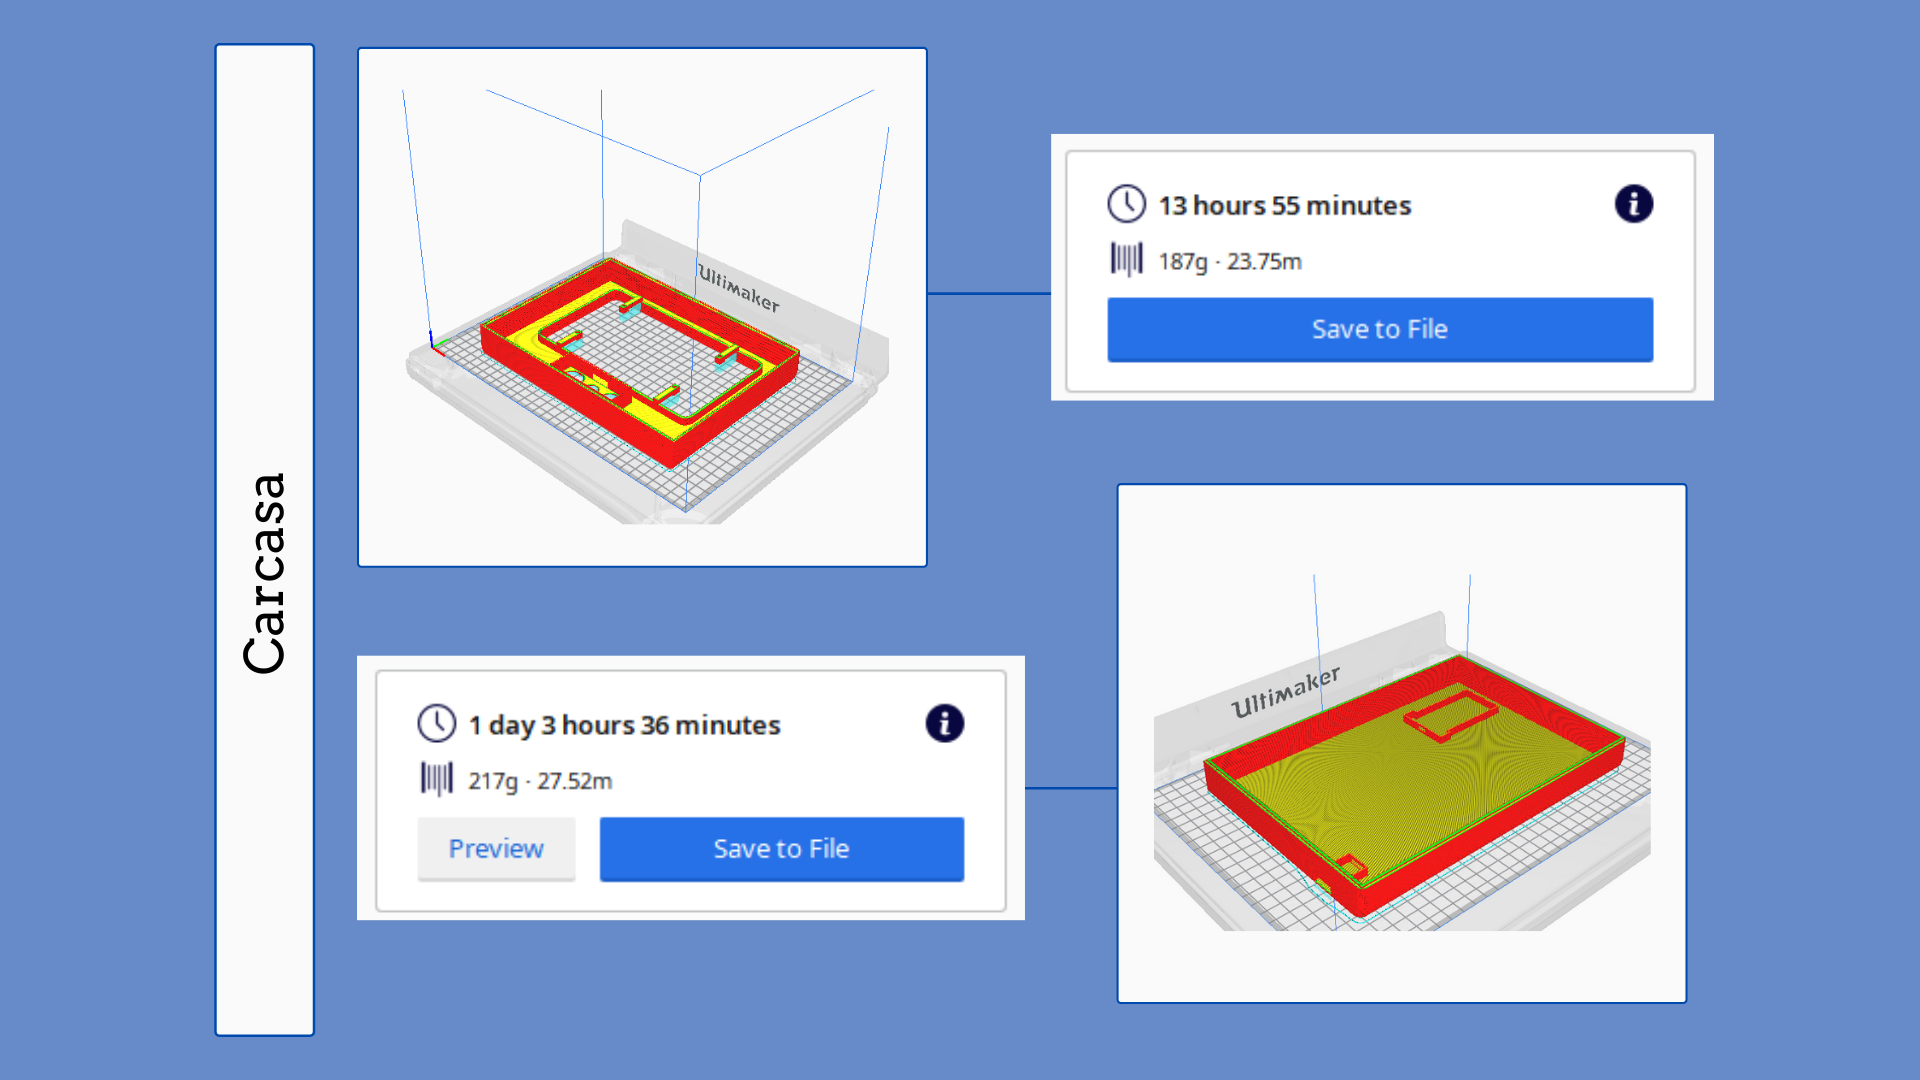 Carcasa
Ultimaker
13 hours 55 minutes
i
187g · 23.75m
Save to File
1 day 3 hours 36 minutes
i
217g · 27.52m
Preview
Save to File
Ultimaker